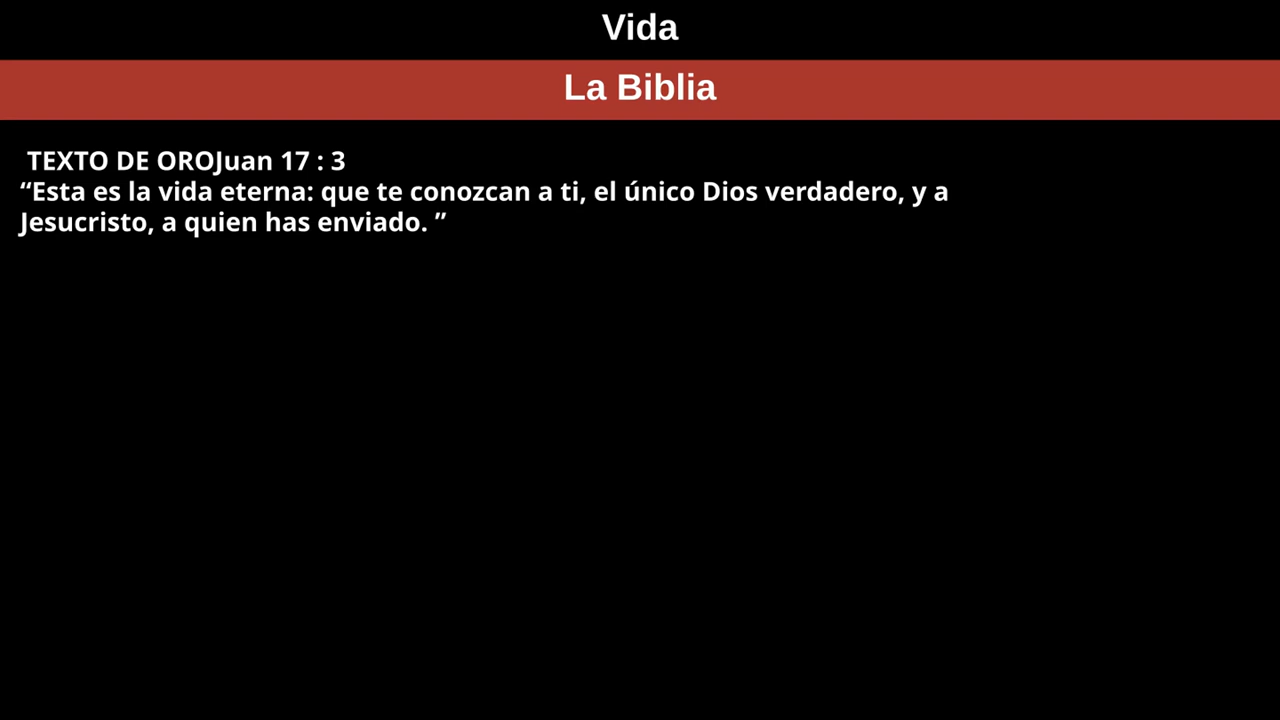 Vida
La Biblia
TEXTO DE OROJuan 17 : 3
“Esta es la vida eterna: que te conozcan a ti, el único Dios verdadero, y a
Jesucristo, a quien has enviado. ”